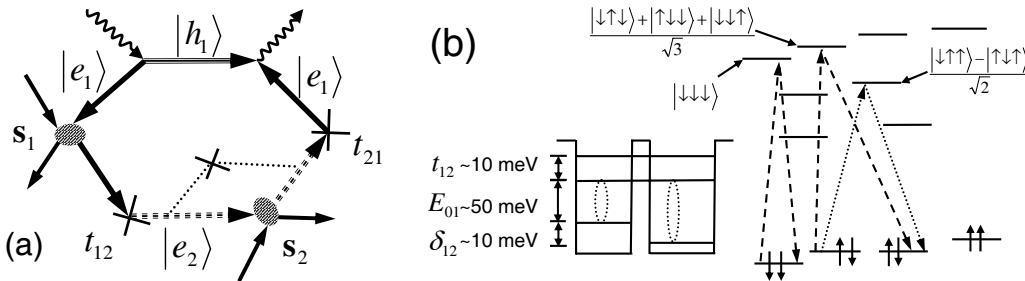 |h₁⟩
|e₁⟩
|e₁⟩
s₁
t₂₁
t₁₂
|e₂⟩
s₂
(a)
(b)
|↓↑↓⟩+|↑↓↓⟩+|↓↓↑⟩
√3
|↓↓↓⟩
|↓↑↑⟩−|↑↓↑⟩
√2
t₁₂ ~10 meV
E₀₁~50 meV
δ₁₂ ~10 meV
↓↓
↑↓
↑↓
↑↑